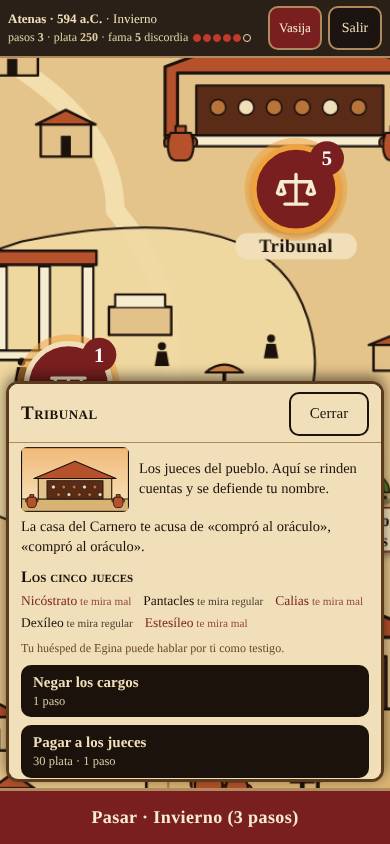 Atenas · 594 a.C. · Invierno
pasos 3 · plata 250 · fama 5
discordia
Vasija
Salir
5
Tribunal
1
Tribunal
Cerrar
Los jueces del pueblo. Aquí se rinden
cuentas y se defiende tu nombre.
La casa del Carnero te acusa de «compró al oráculo»,
«compró al oráculo».
Los cinco jueces
Nicóstrato te mira mal Pantacles te mira regular Calias te mira mal
Dexíleo te mira regular Estesíleo te mira mal
Tu huésped de Egina puede hablar por ti como testigo.
Negar los cargos
1 paso
Pagar a los jueces
30 plata · 1 paso
Pasar · Invierno (3 pasos)